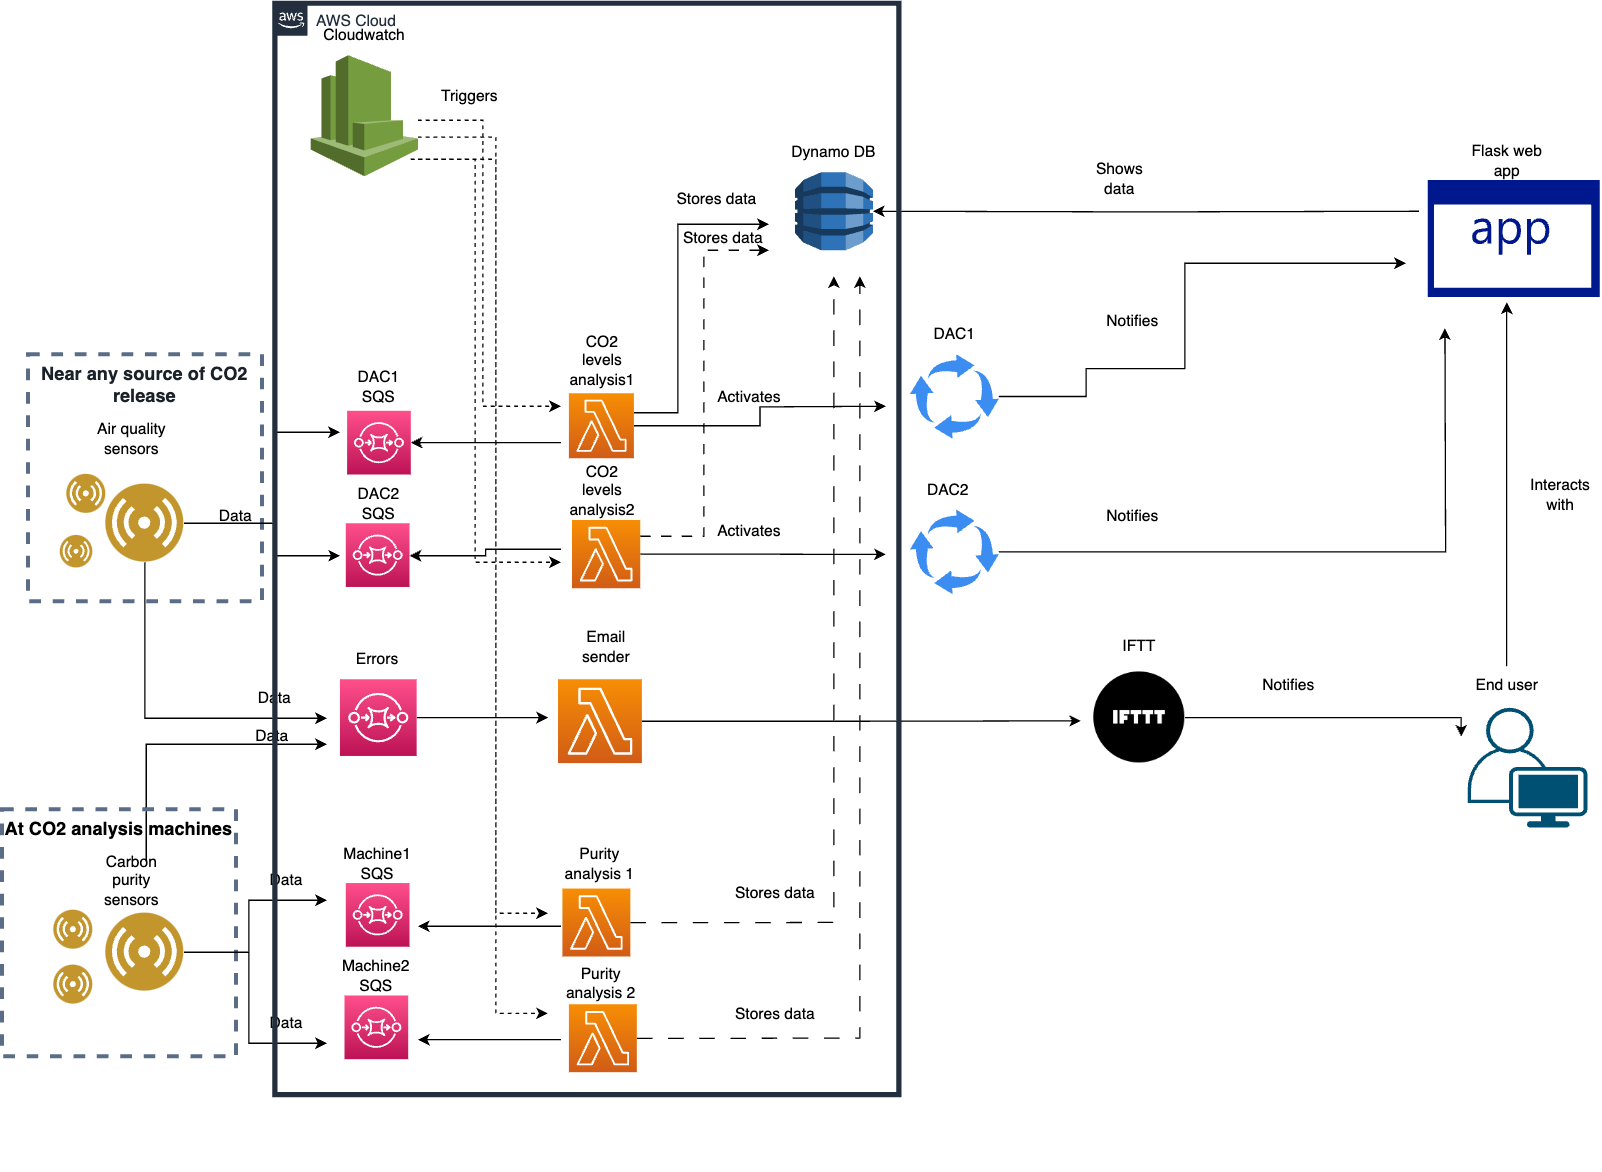 aws
AWS Cloud
Cloudwatch
Triggers
Dynamo DB
Stores data
Stores data
Shows
data
Flask web
app
app
Near any source of CO2
release
Air quality
sensors
Data
DAC1
SQS
DAC2
SQS
CO2
levels
analysis1
CO2
levels
analysis2
Activates
Activates
DAC1
DAC2
Notifies
Notifies
Interacts
with
Errors
Email
sender
IFTT
IFTTT
Notifies
End user
Data
Data
At CO2 analysis machines
Carbon
purity
sensors
Data
Data
Machine1
SQS
Machine2
SQS
Purity
analysis 1
Purity
analysis 2
Stores data
Stores data